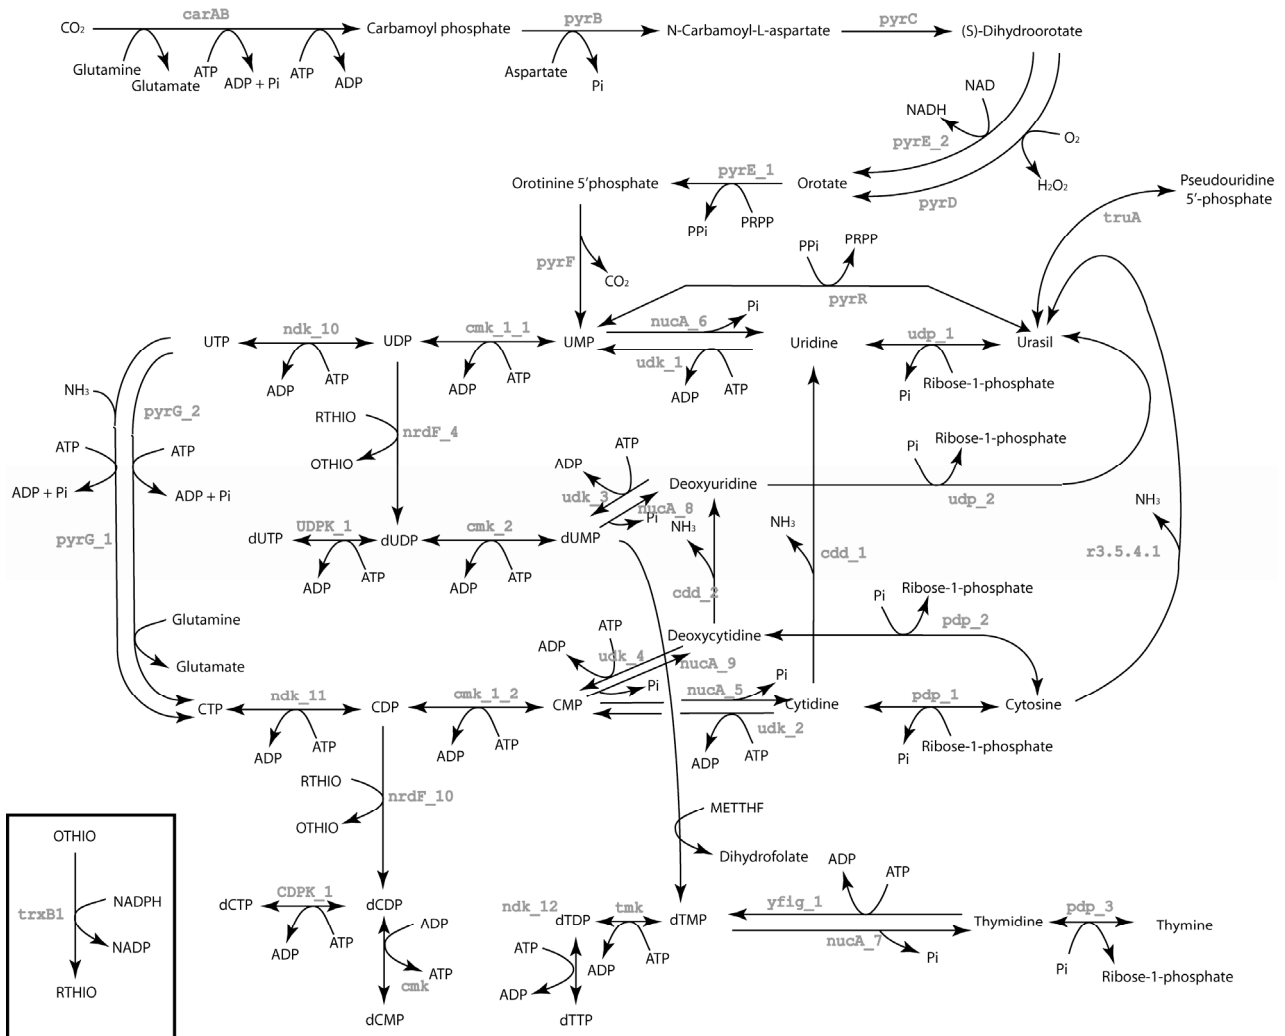 carAB
pyrB
pyrC
CO₂
Carbamoyl phosphate
N-Carbamoyl-L-aspartate
(S)-Dihydroorotate
Glutamine
Glutamate
ATP
ADP + Pi
ATP
ADP
Aspartate
Pi
NAD
NADH
pyrE_2
O₂
H₂O₂
pyrD
Orotinine 5'phosphate
pyrE_1
Orotate
PPi
PRPP
Pseudouridine
5'-phosphate
truA
pyrF
CO₂
PPi
PRPP
pyrR
UTP
ndk_10
UDP
cmk_1_1
UMP
nucA_6
Pi
Uridine
udp_1
Urasil
ADP
ATP
ADP
ATP
udk_1
ADP
ATP
Pi
Ribose-1-phosphate
NH₃
pyrG_2
ATP
ADP + Pi
ATP
ADP + Pi
pyrG_1
RTHIO
nrdF_4
OTHIO
ADP
ATP
udk_3
nucA_8
Pi
Deoxyuridine
Pi
Ribose-1-phosphate
udp_2
NH₃
NH₃
NH₃
cdd_1
r3.5.4.1
dUTP
UDPK_1
dUDP
cmk_2
dUMP
ADP
ATP
ADP
ATP
cdd_2
Pi
Ribose-1-phosphate
pdp_2
Glutamine
Glutamate
ADP
ATP
udk_4
Deoxycytidine
nucA_9
Pi
CTP
ndk_11
CDP
cmk_1_2
CMP
nucA_5
Pi
Cytidine
pdp_1
Cytosine
ADP
ATP
ADP
ATP
udk_2
ADP
ATP
Pi
Ribose-1-phosphate
RTHIO
nrdF_10
OTHIO
METTHF
Dihydrofolate
OTHIO
NADPH
trxB1
NADP
RTHIO
dCTP
CDPK_1
dCDP
ADP
ATP
ADP
ATP
cmk
dCMP
ndk_12
dTDP
tmk
dTMP
ATP
ADP
ADP
ATP
dTTP
ADP
ATP
yfig_1
nucA_7
Pi
Thymidine
pdp_3
Thymine
Pi
Ribose-1-phosphate